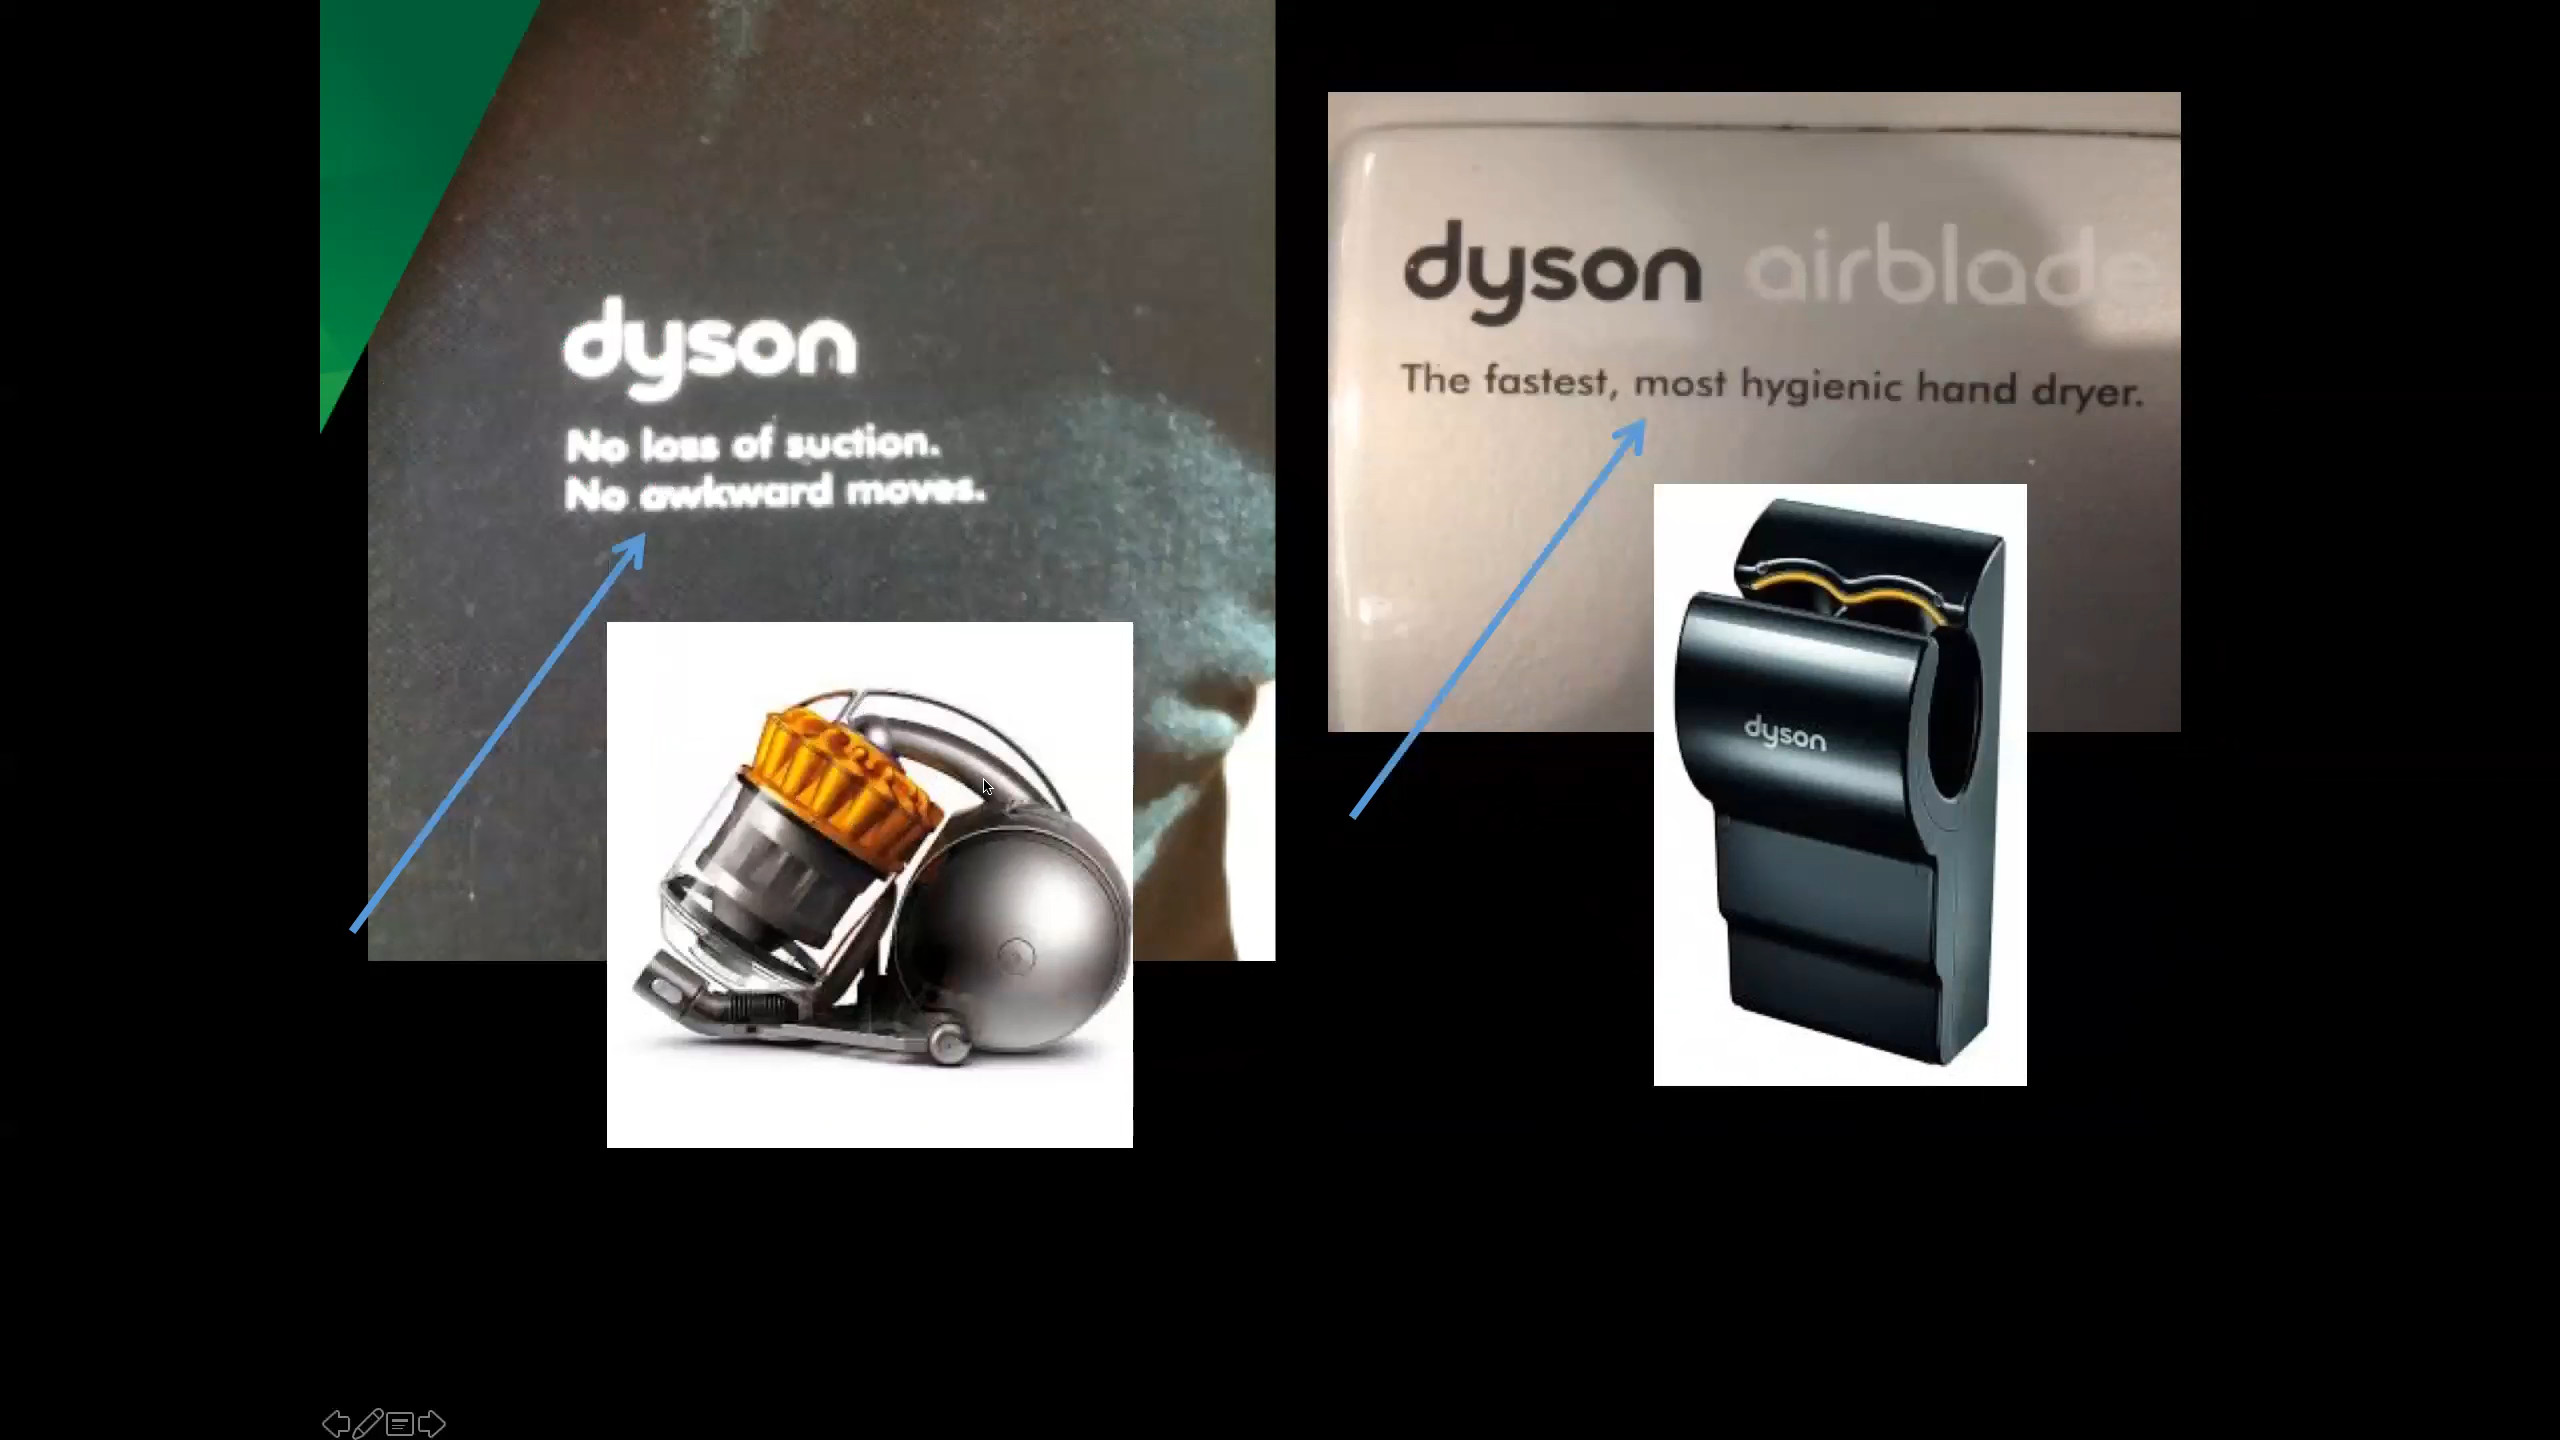 dyson
No loss of suction.
No awkward moves.
dyson airblade
The fastest, most hygienic hand dryer.
dyson